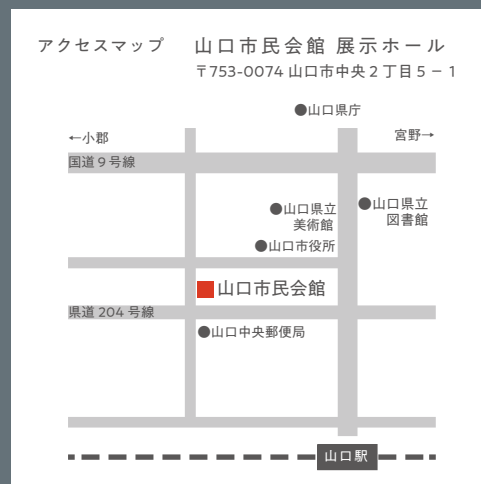 アクセスマップ 山口市民会館 展示ホール
〒753-0074 山口市中央2丁目5－1
●山口県庁
←小郡
宮野→
国道9号線
●山口県立
美術館
●山口県立
図書館
●山口市役所
山口市民会館
県道204号線
●山口中央郵便局
山口駅